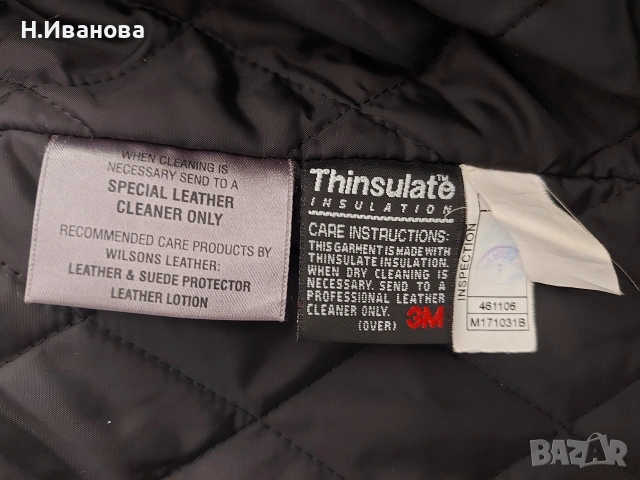 Н.Иванова
WHEN CLEANING IS
NECESSARY SEND TO A
SPECIAL LEATHER
CLEANER ONLY
RECOMMENDED CARE PRODUCTS BY
WILSONS LEATHER:
LEATHER & SUEDE PROTECTOR
LEATHER LOTION
Thinsulate™
INSULATION
CARE INSTRUCTIONS:
THIS GARMENT IS MADE WITH
THINSULATE INSULATION.
WHEN DRY CLEANING IS
NECESSARY. SEND TO A
PROFESSIONAL LEATHER
CLEANER ONLY.
(OVER) 3M
INSPECTION
461106
M171031B
BAZAR